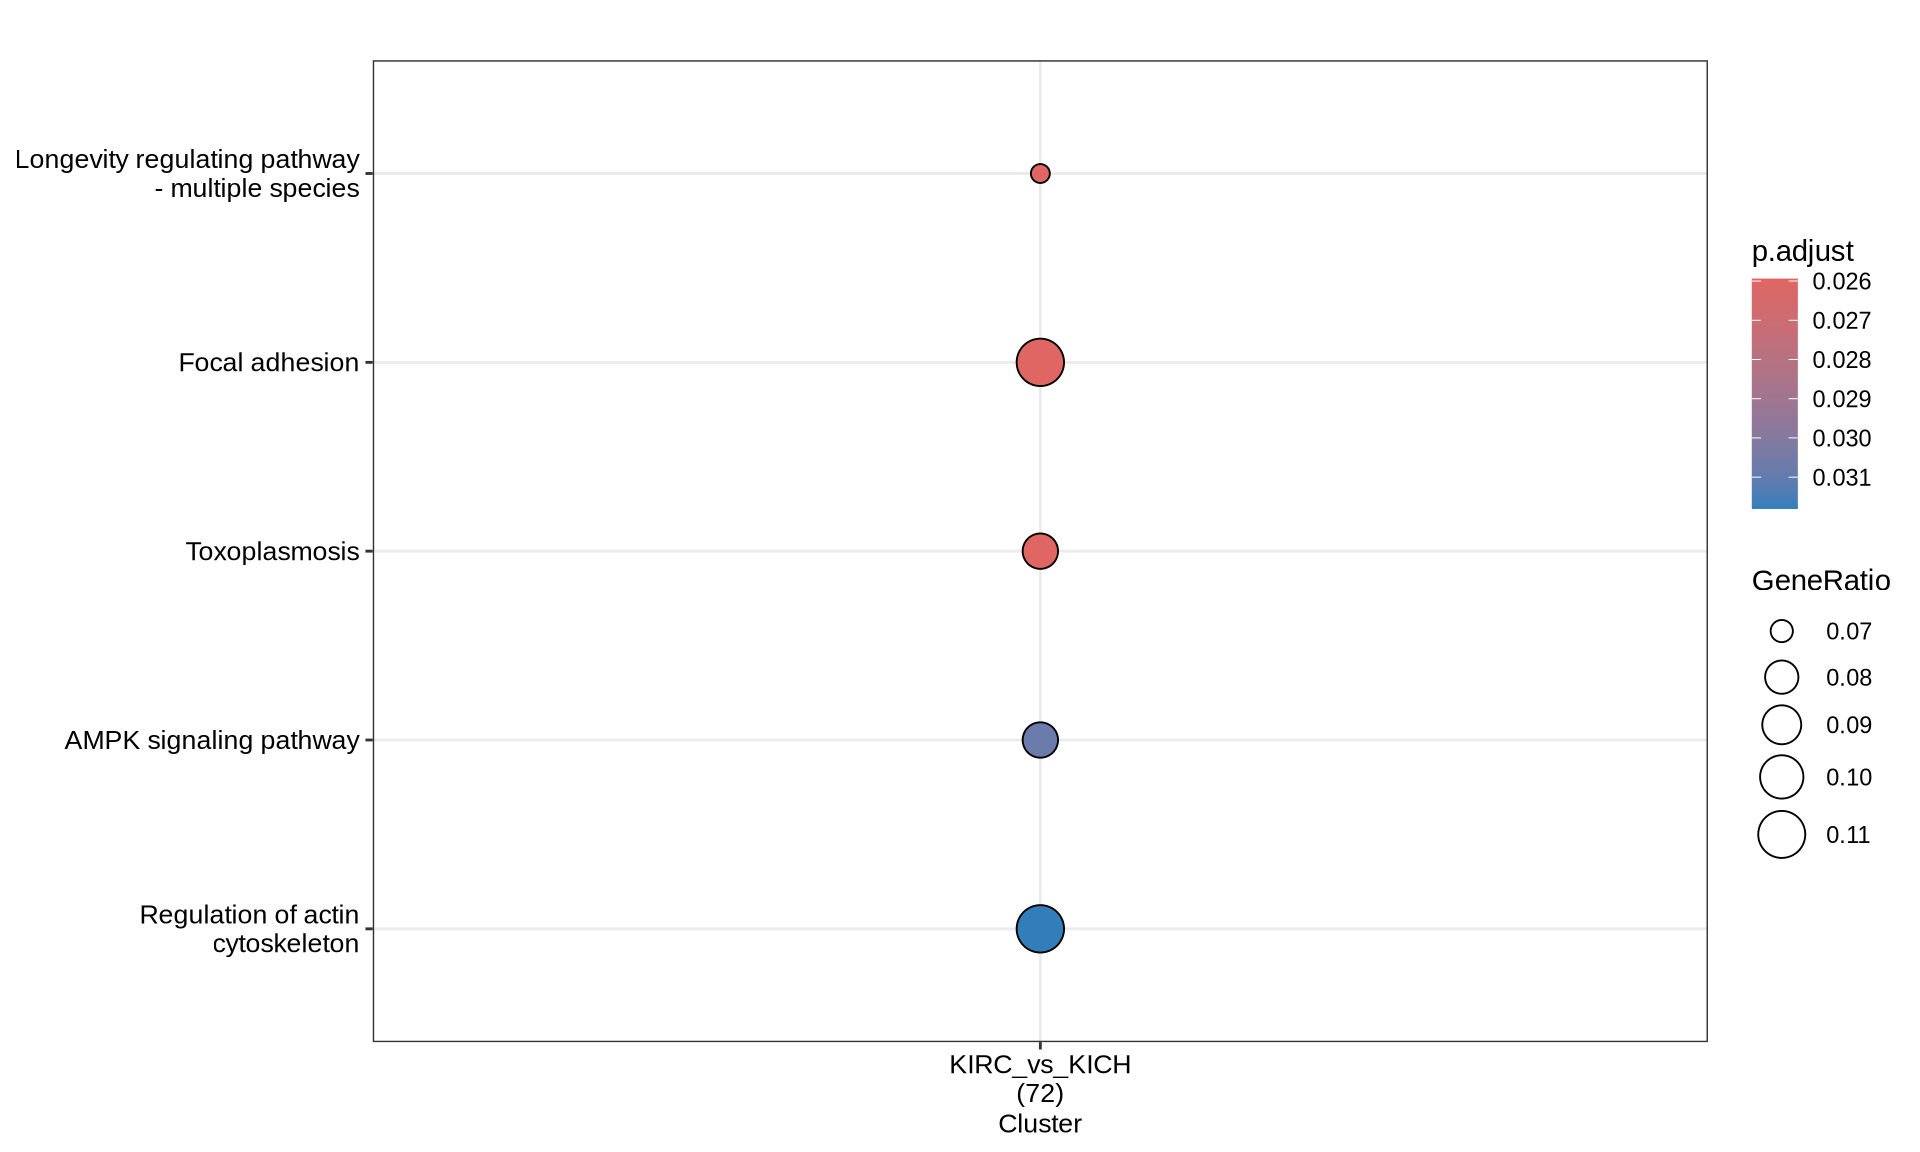 Longevity regulating pathway
- multiple species
Focal adhesion
Toxoplasmosis
AMPK signaling pathway
Regulation of actin
cytoskeleton
KIRC_vs_KICH
(72)
Cluster
p.adjust
0.026
0.027
0.028
0.029
0.030
0.031
GeneRatio
0.07
0.08
0.09
0.10
0.11